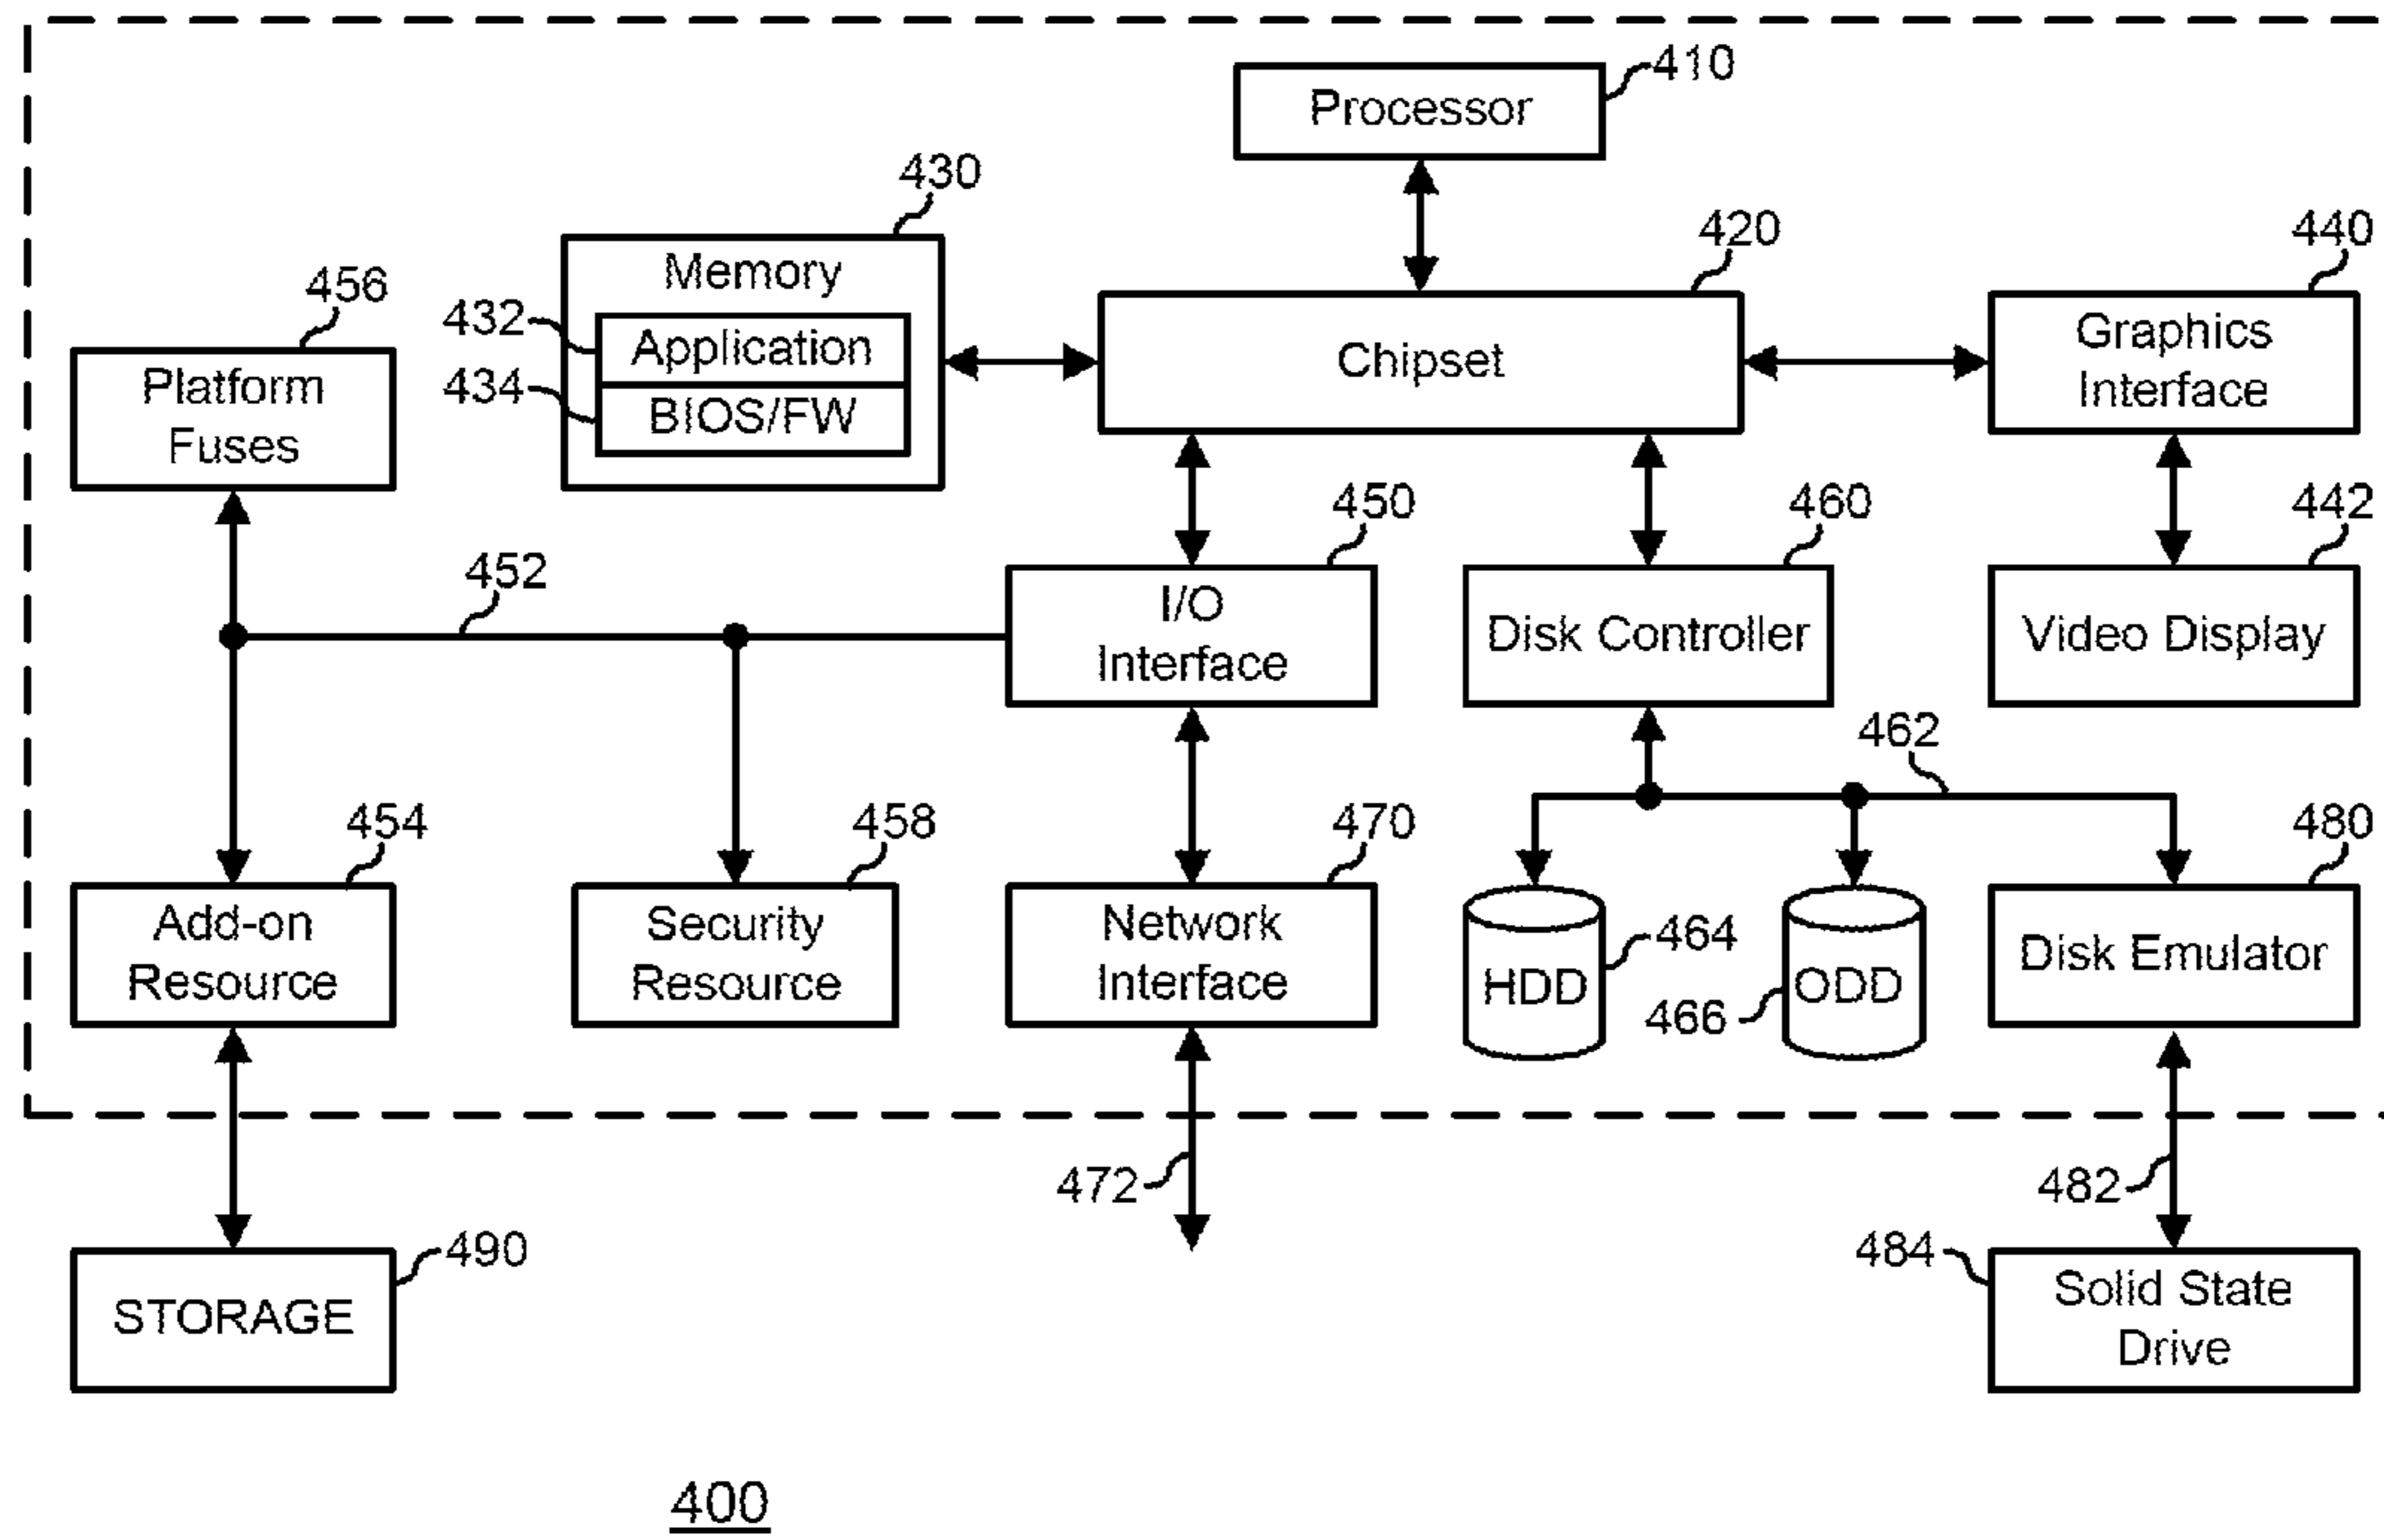 410
Processor
430
420
440
Memory
456
432
Application
Chipset
Graphics
Interface
Platform
Fuses
434
BIOS/FW
450
460
442
452
I/O
Interface
Disk Controller
Video Display
462
454
458
470
480
Add-on
Resource
Security
Resource
Network
Interface
HDD
464
466
ODD
Disk Emulator
472
482
490
STORAGE
484
Solid State
Drive
400